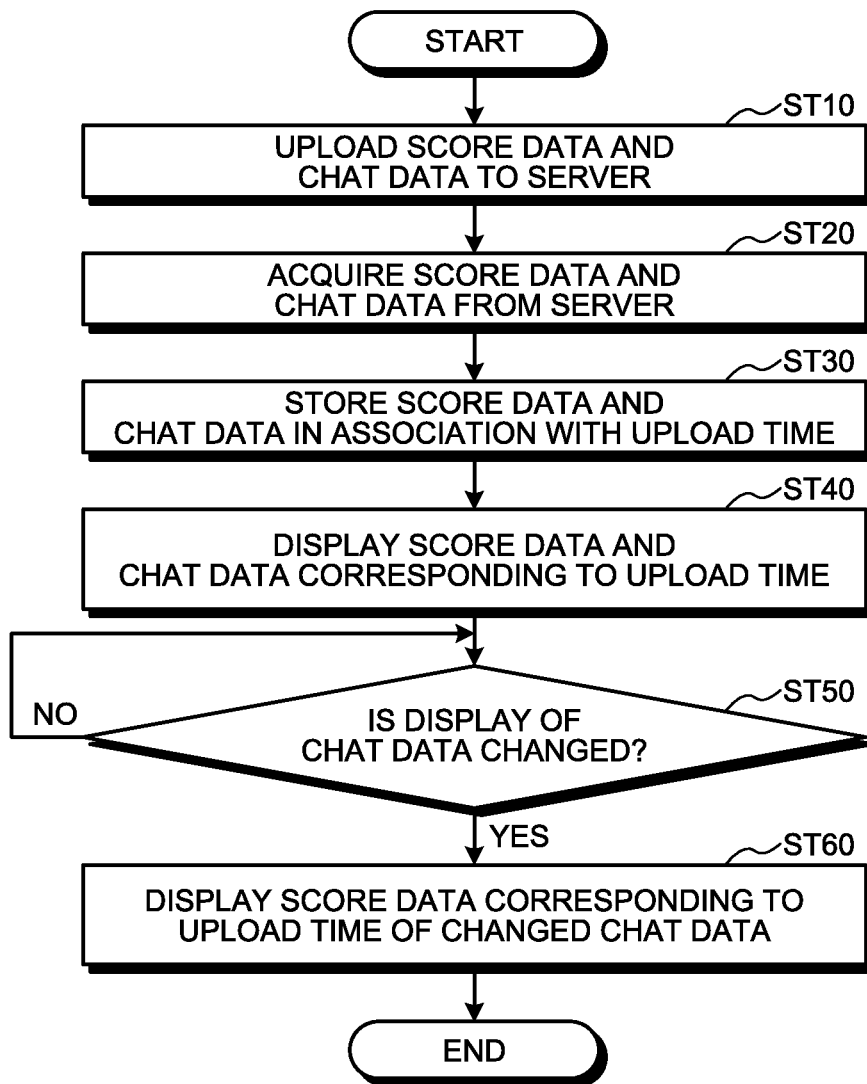 START
ST10
UPLOAD SCORE DATA AND
CHAT DATA TO SERVER
ST20
ACQUIRE SCORE DATA AND
CHAT DATA FROM SERVER
ST30
STORE SCORE DATA AND
CHAT DATA IN ASSOCIATION WITH UPLOAD TIME
ST40
DISPLAY SCORE DATA AND
CHAT DATA CORRESPONDING TO UPLOAD TIME
ST50
NO
IS DISPLAY OF
CHAT DATA CHANGED?
YES
ST60
DISPLAY SCORE DATA CORRESPONDING TO
UPLOAD TIME OF CHANGED CHAT DATA
END